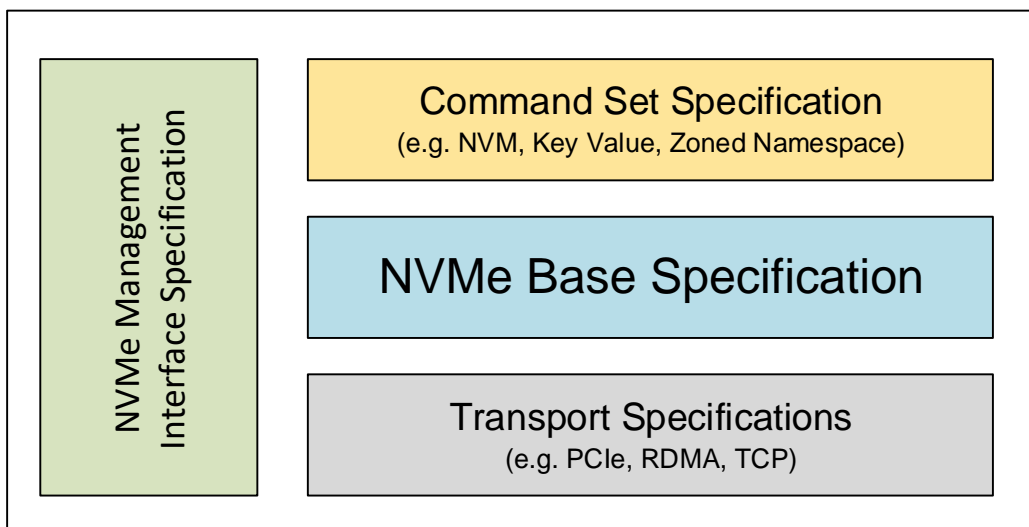 NVMe Management
Interface Specification
Command Set Specification
(e.g. NVM, Key Value, Zoned Namespace)
NVMe Base Specification
Transport Specifications
(e.g. PCIe, RDMA, TCP)